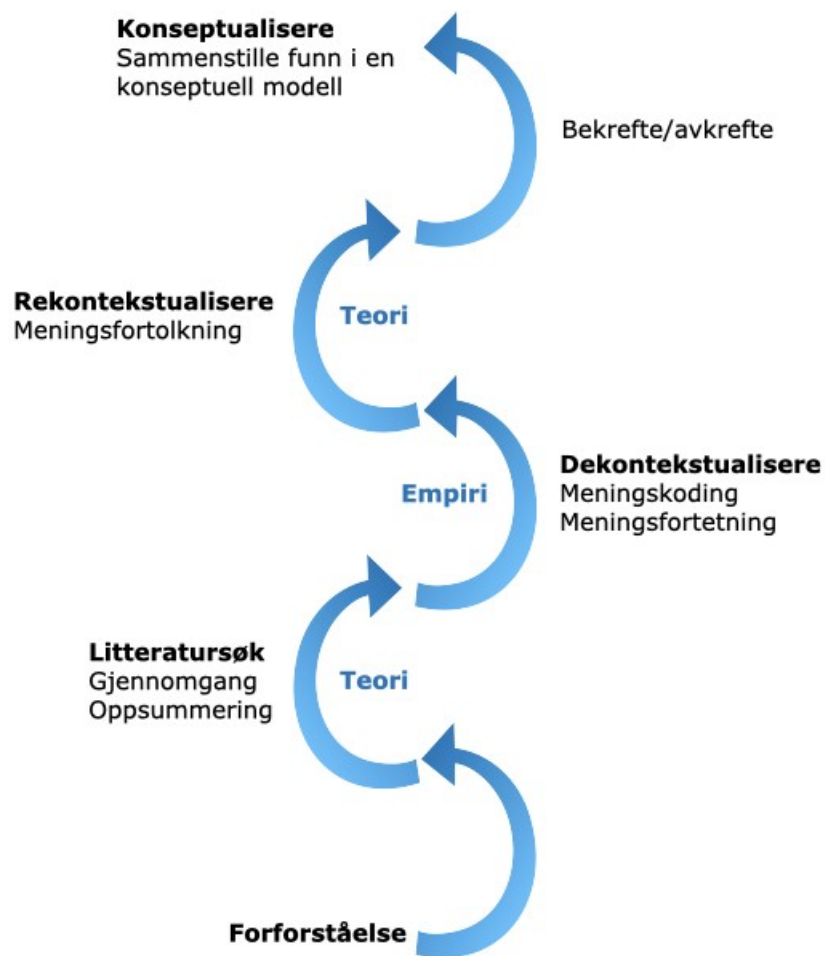 Konseptualisere
Sammenstille funn i en
konseptuell modell
Bekrefte/avkrefte
Rekontekstualisere
Meningsfortolkning
Teori
Empiri
Dekontekstualisere
Meningskoding
Meningsfortetning
Litteratursøk
Gjennomgang
Oppsummering
Teori
Forforståelse